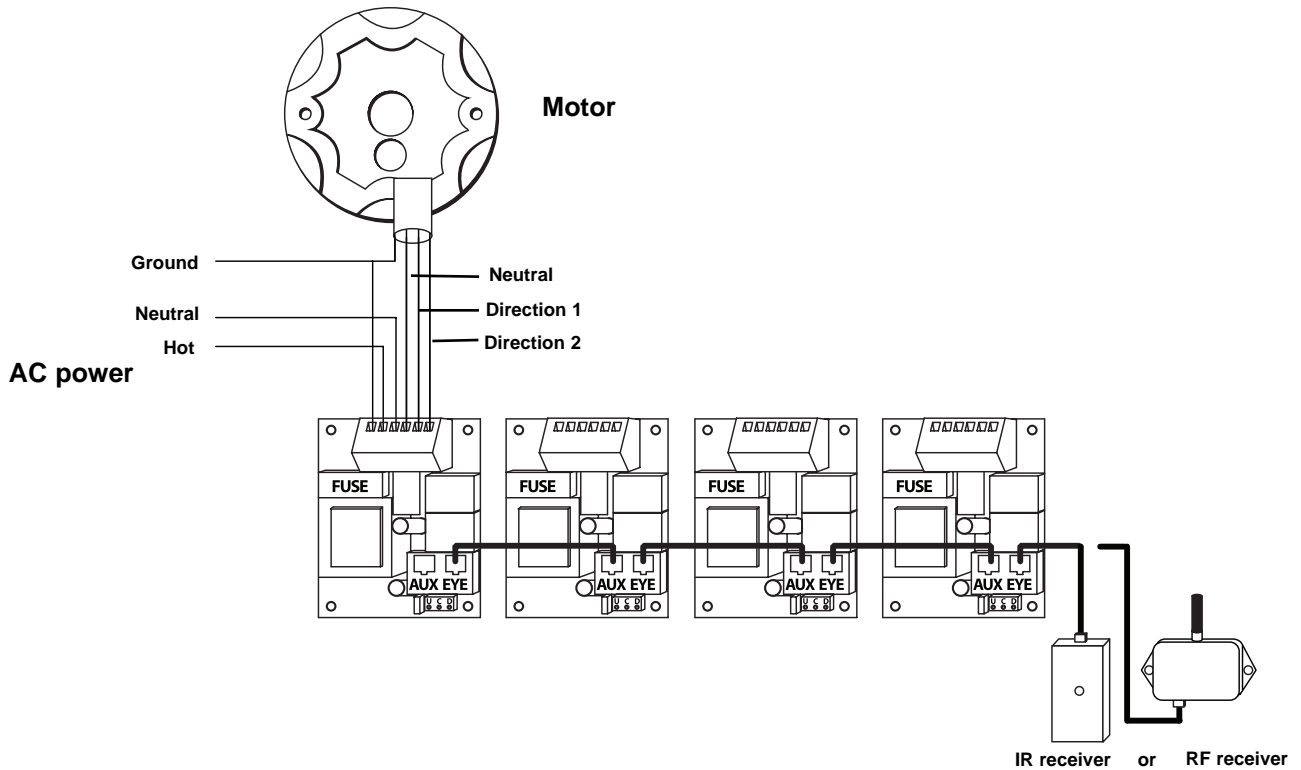 Motor
Ground
Neutral
Neutral
Direction 1
Hot
Direction 2
AC power
FUSE
FUSE
FUSE
FUSE
AUX EYE
AUX EYE
AUX EYE
AUX EYE
U C D
U C D
U C D
U C D
IR receiver or RF receiver